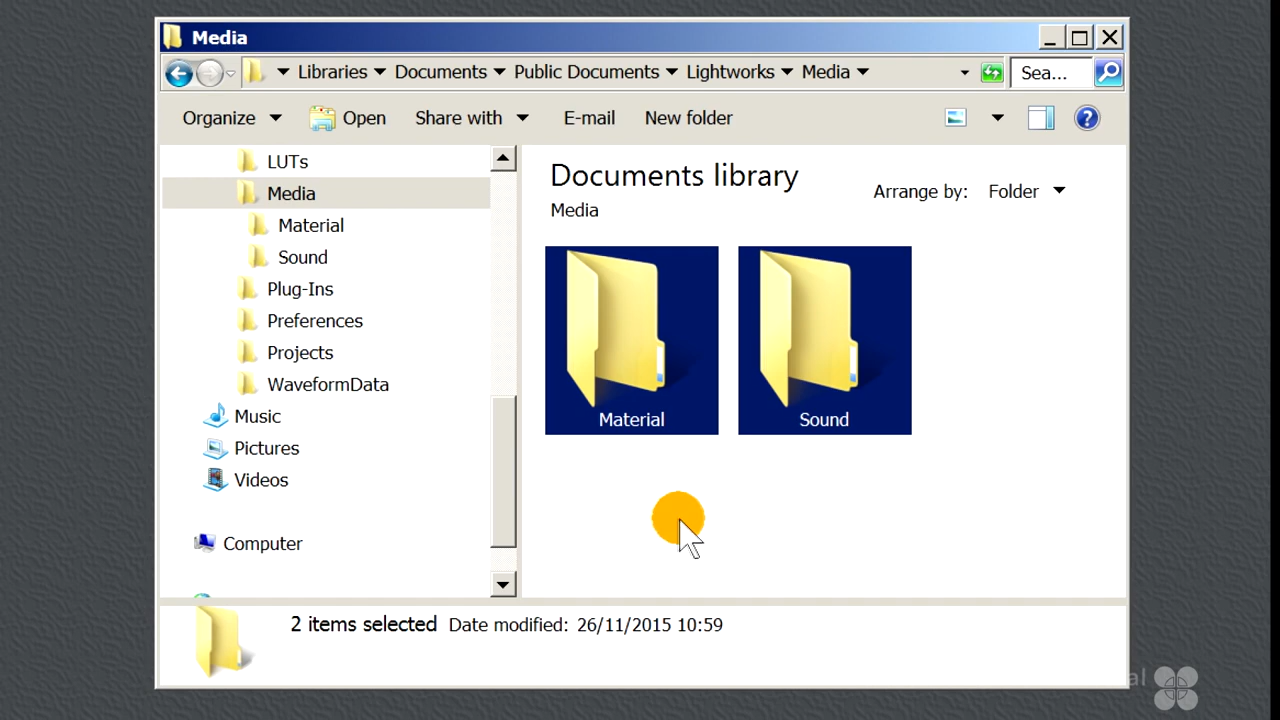 Media
Libraries Documents Public Documents Lightworks Media Sea...
Organize Open Share with E-mail New folder
LUTs
Media
Material
Sound
Plug-Ins
Preferences
Projects
WaveformData
Music
Pictures
Videos
Computer
Documents library
Media
Arrange by: Folder
Material Sound
2 items selected Date modified: 26/11/2015 10:59